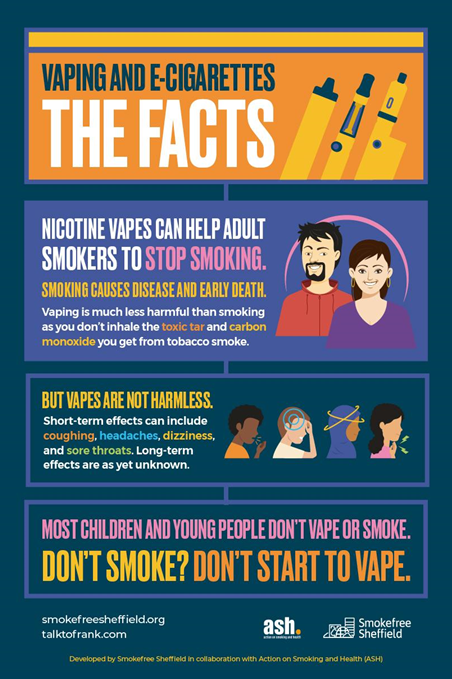 VAPING AND E-CIGARETTES
THE FACTS
NICOTINE VAPES CAN HELP ADULT
SMOKERS TO STOP SMOKING.
SMOKING CAUSES DISEASE AND EARLY DEATH.
Vaping is much less harmful than smoking
as you don't inhale the toxic tar and carbon
monoxide you get from tobacco smoke.
BUT VAPES ARE NOT HARMLESS.
Short-term effects can include
coughing, headaches, dizziness,
and sore throats. Long-term
effects are as yet unknown.
MOST CHILDREN AND YOUNG PEOPLE DON'T VAPE OR SMOKE.
DON'T SMOKE? DON'T START TO VAPE.
smokefreesheffield.org
talktofrank.com
ash.
action on smoking and health
Smokefree
Sheffield
Developed by Smokefree Sheffield in collaboration with Action on Smoking and Health (ASH)